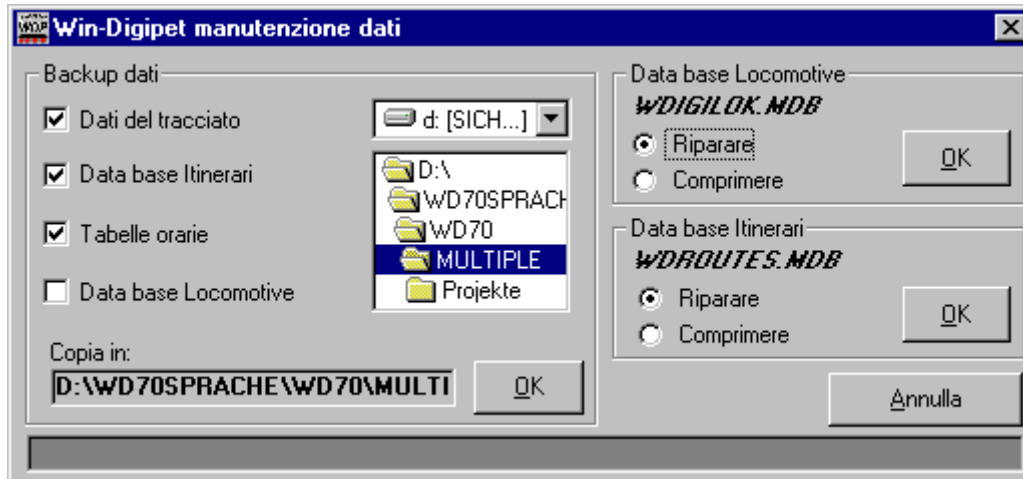 WDP Win-Digipet manutenzione dati
Backup dati
Dati del tracciato
d: [SICH...]
Data base Itinerari
Tabelle orarie
Data base Locomotive
D:\
WD70SPRACH
WD70
MULTIPLE
Projekte
Copia in:
D:\WD70SPRACHE\WD70\MULTI
OK
Data base Locomotive
WDIGILOK.MDB
Riparare
Comprimere
OK
Data base Itinerari
WDROUTES.MDB
Riparare
Comprimere
OK
Annulla